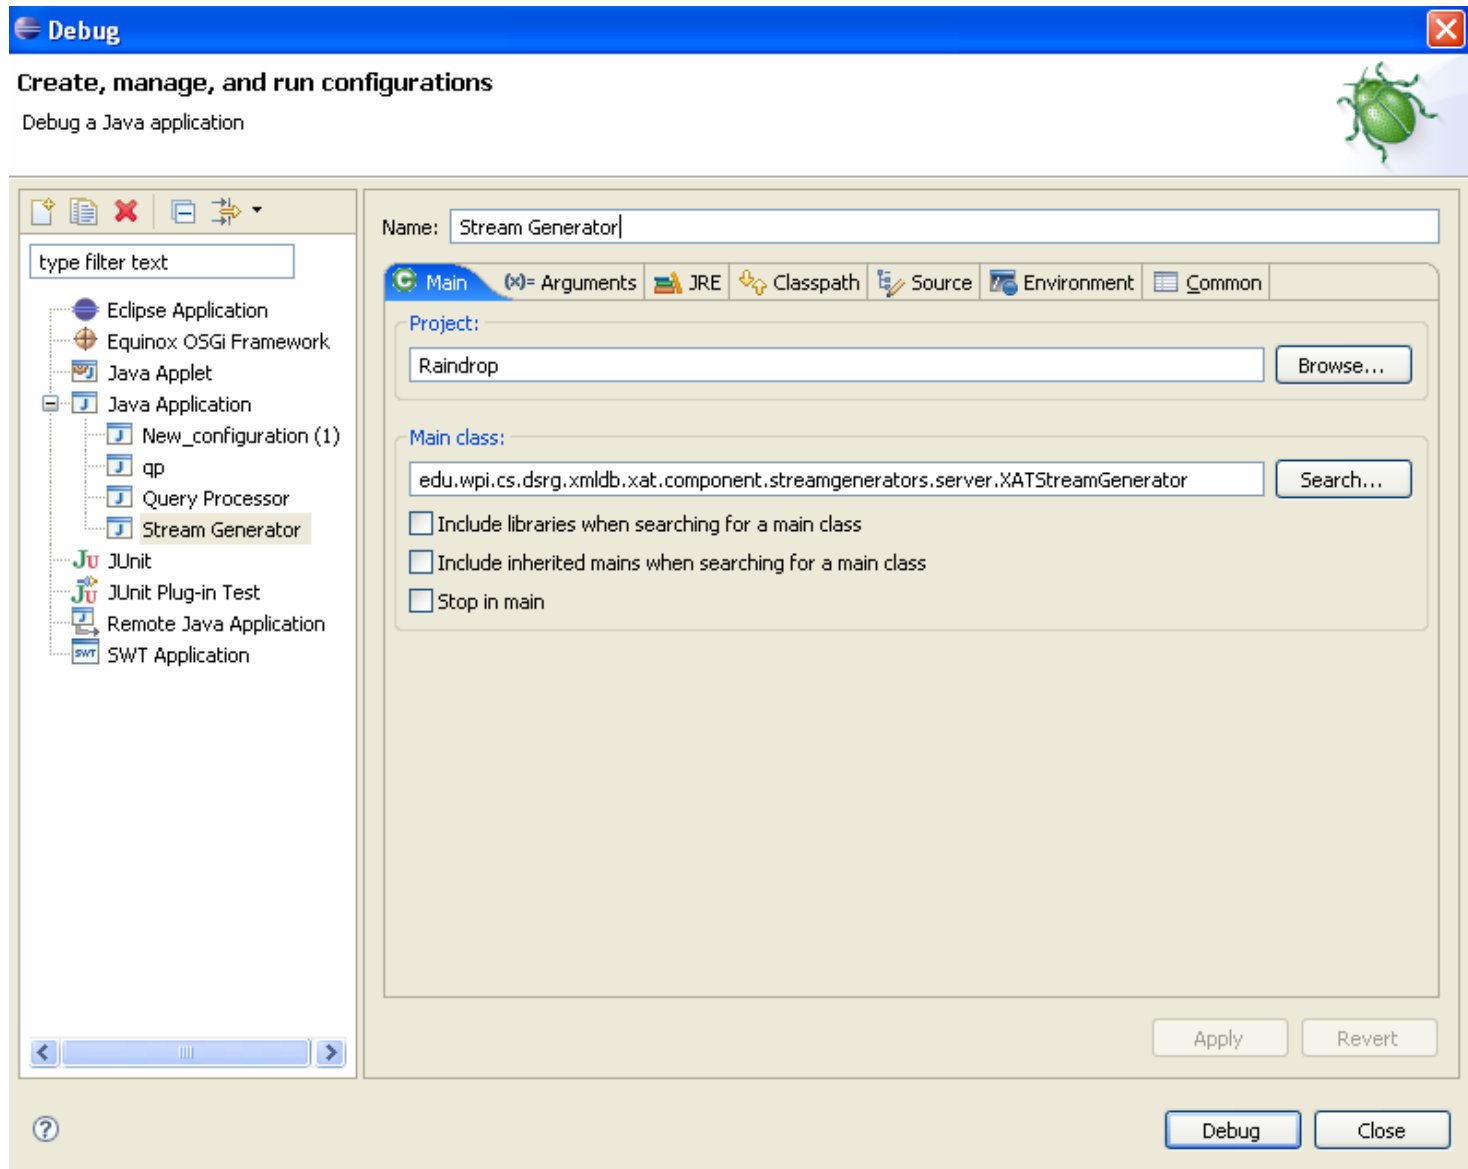 Debug
Create, manage, and run configurations
Debug a Java application
type filter text
Eclipse Application
Equinox OSGi Framework
Java Applet
Java Application
New_configuration (1)
qp
Query Processor
Stream Generator
JUnit
JUnit Plug-in Test
Remote Java Application
SWT Application
Name: Stream Generator
Main (x)= Arguments JRE Classpath Source Environment Common
Project:
Raindrop Browse...
Main class:
edu.wpi.cs.dsrg.xmldb.xat.component.streamgenerators.server.XATStreamGenerator Search...
Include libraries when searching for a main class
Include inherited mains when searching for a main class
Stop in main
Apply Revert
Debug Close